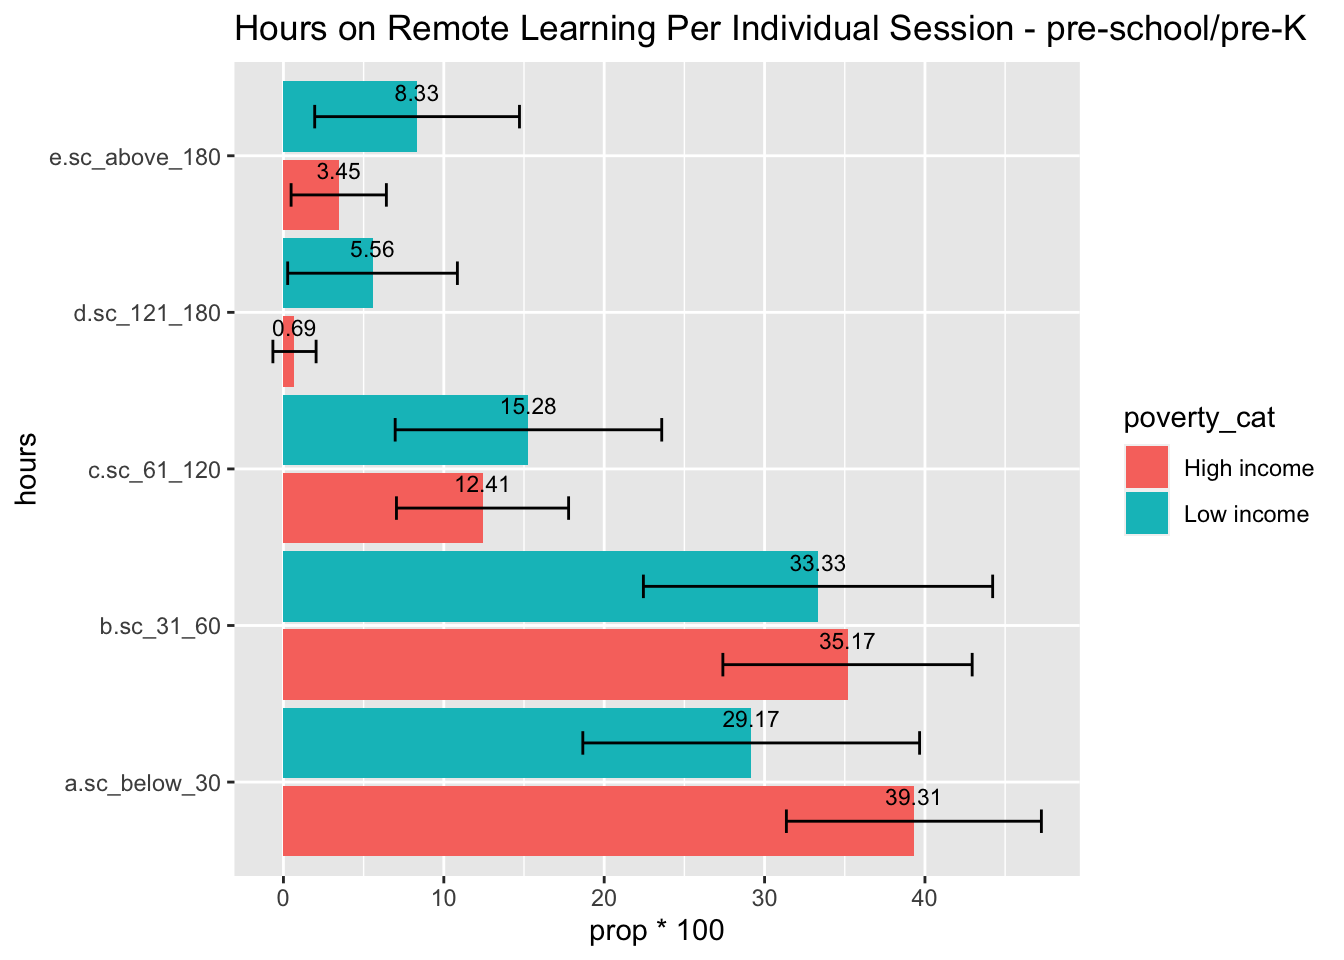 Hours on Remote Learning Per Individual Session - pre-school/pre-K
8.33
e.sc_above_180
3.45
5.56
d.sc_121_180
0.69
15.28
c.sc_61_120
12.41
33.33
b.sc_31_60
35.17
29.17
a.sc_below_30
39.31
hours
0 10 20 30 40
prop * 100
poverty_cat
High income
Low income